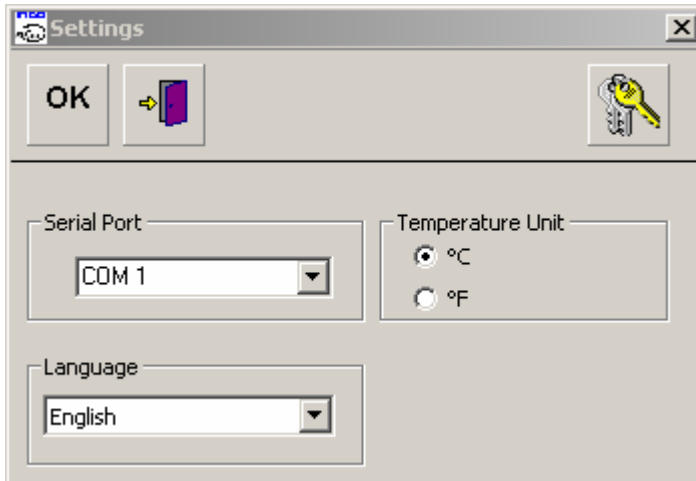 Settings
OK
Serial Port
COM 1
Temperature Unit
°C
°F
Language
English